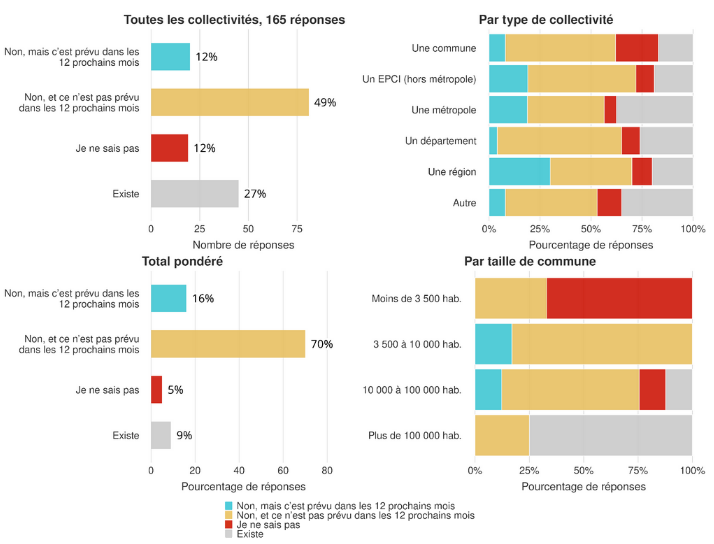 Toutes les collectivités, 165 réponses
Non, mais c'est prévu dans les
12 prochains mois
12%
Non, et ce n'est pas prévu
dans les 12 prochains mois
49%
Je ne sais pas
12%
Existe
27%
0
25
50
75
Nombre de réponses
Par type de collectivité
Une commune
Un EPCI (hors métropole)
Une métropole
Un département
Une région
Autre
0%
25%
50%
75%
100%
Pourcentage de réponses
Total pondéré
Non, mais c'est prévu dans les
12 prochains mois
16%
Non, et ce n'est pas prévu
dans les 12 prochains mois
70%
Je ne sais pas
5%
Existe
9%
0
20
40
60
80
Pourcentage de réponses
Par taille de commune
Moins de 3 500 hab.
3 500 à 10 000 hab.
10 000 à 100 000 hab.
Plus de 100 000 hab.
0%
25%
50%
75%
100%
Pourcentage de réponses
Non, mais c'est prévu dans les 12 prochains mois
Non, et ce n'est pas prévu dans les 12 prochains mois
Je ne sais pas
Existe